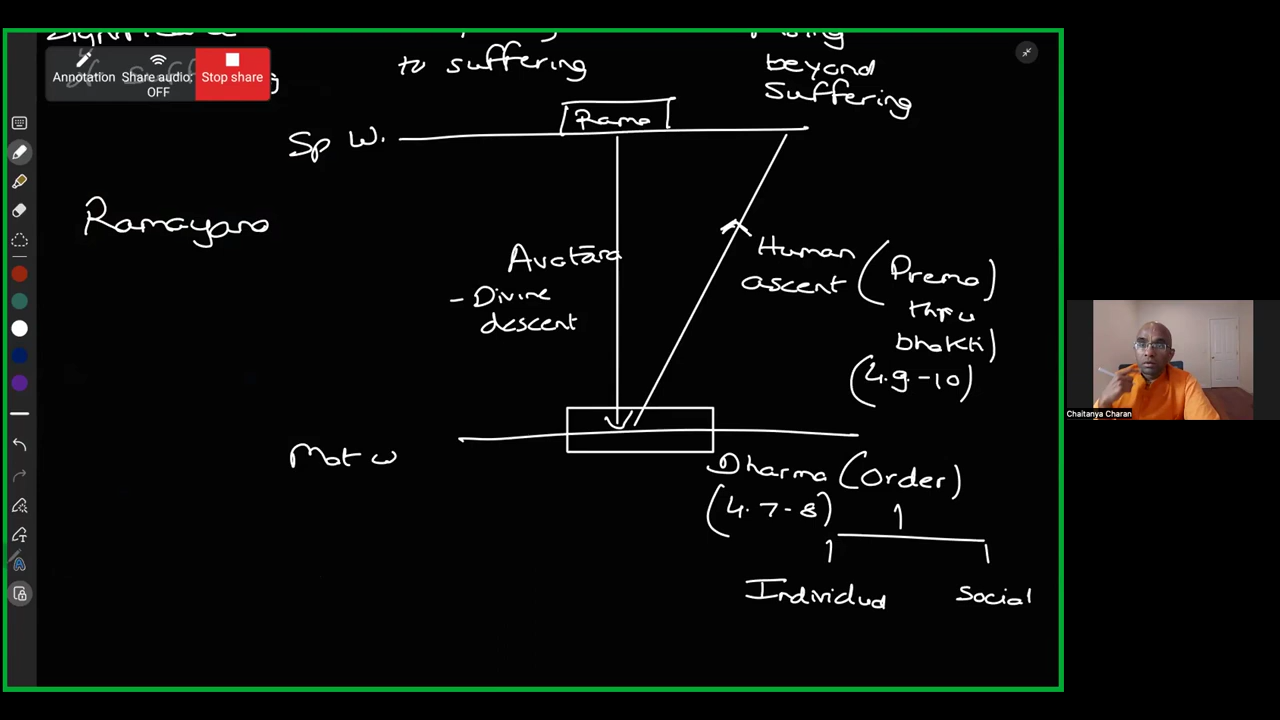 to suffering
beyond
suffering
Annotation
Share audio: OFF
Stop share
Rama
Sp W.
Ramayana
Avatāra
- Divine
descent
Human
ascent
(Prema)
thru
bhakti)
(4.9.-10)
Mat w
Dharma (Order)
(4.7-8)
Individual
Social
Chaitanya Charan